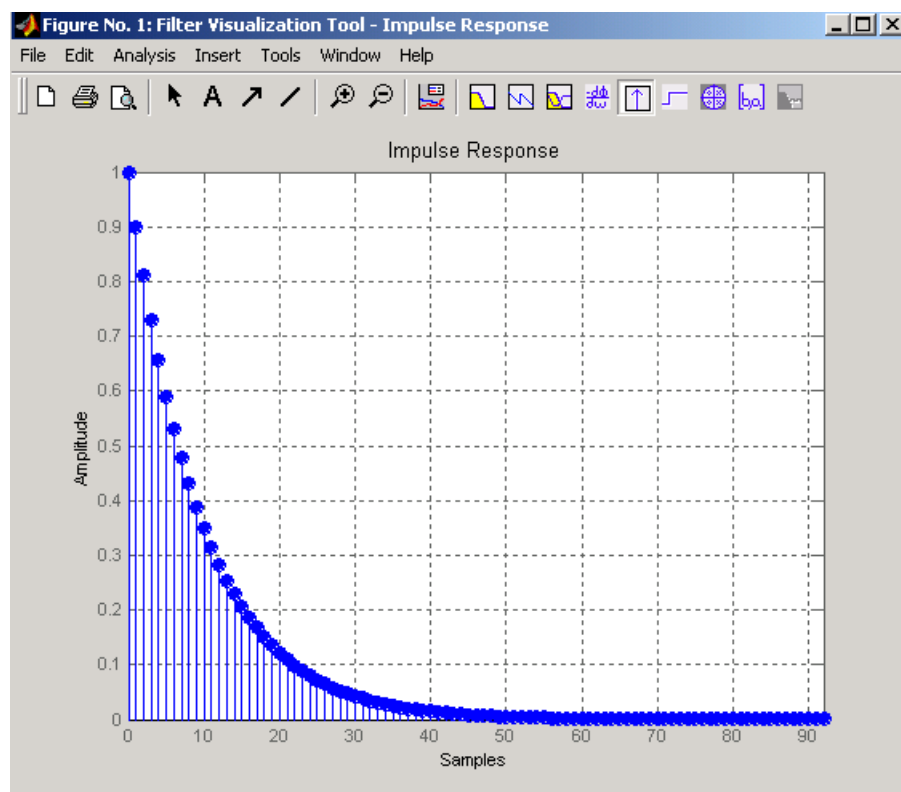 Figure No. 1: Filter Visualization Tool - Impulse Response
File Edit Analysis Insert Tools Window Help
A
Impulse Response
1
0.9
0.8
0.7
0.6
0.5
0.4
0.3
0.2
0.1
0
Amplitude
0 10 20 30 40 50 60 70 80 90
Samples